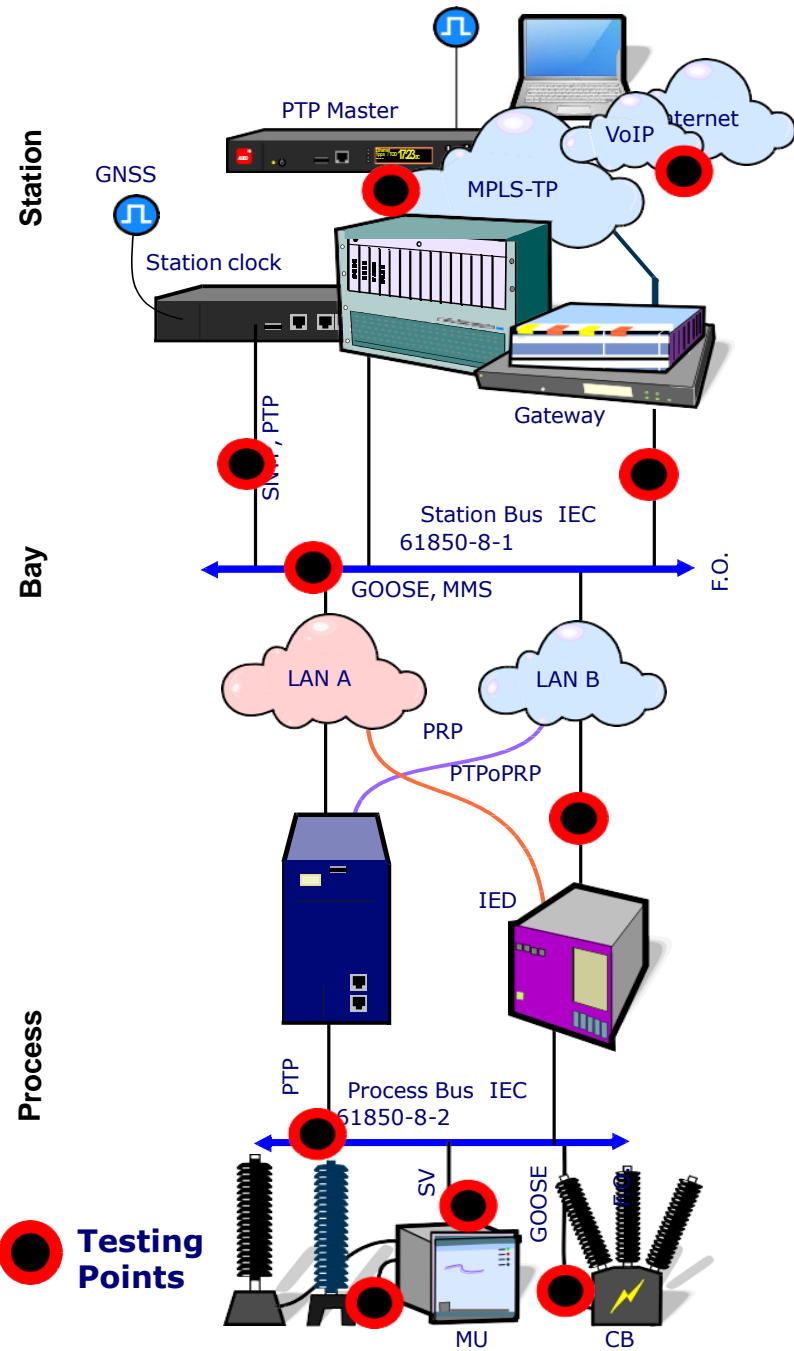 PTP Master
VoIP
MPLS-TP
GNSS
Station
Station clock
Gateway
PTP
Station Bus IEC
61850-8-1
Bay
F.O.
GOOSE, MMS
LAN A
LAN B
PRP
PTPoPRP
IED
Process
PTP
Process Bus IEC
61850-8-2
SV
GOOSE
F.O.
Testing
Points
MU
CB